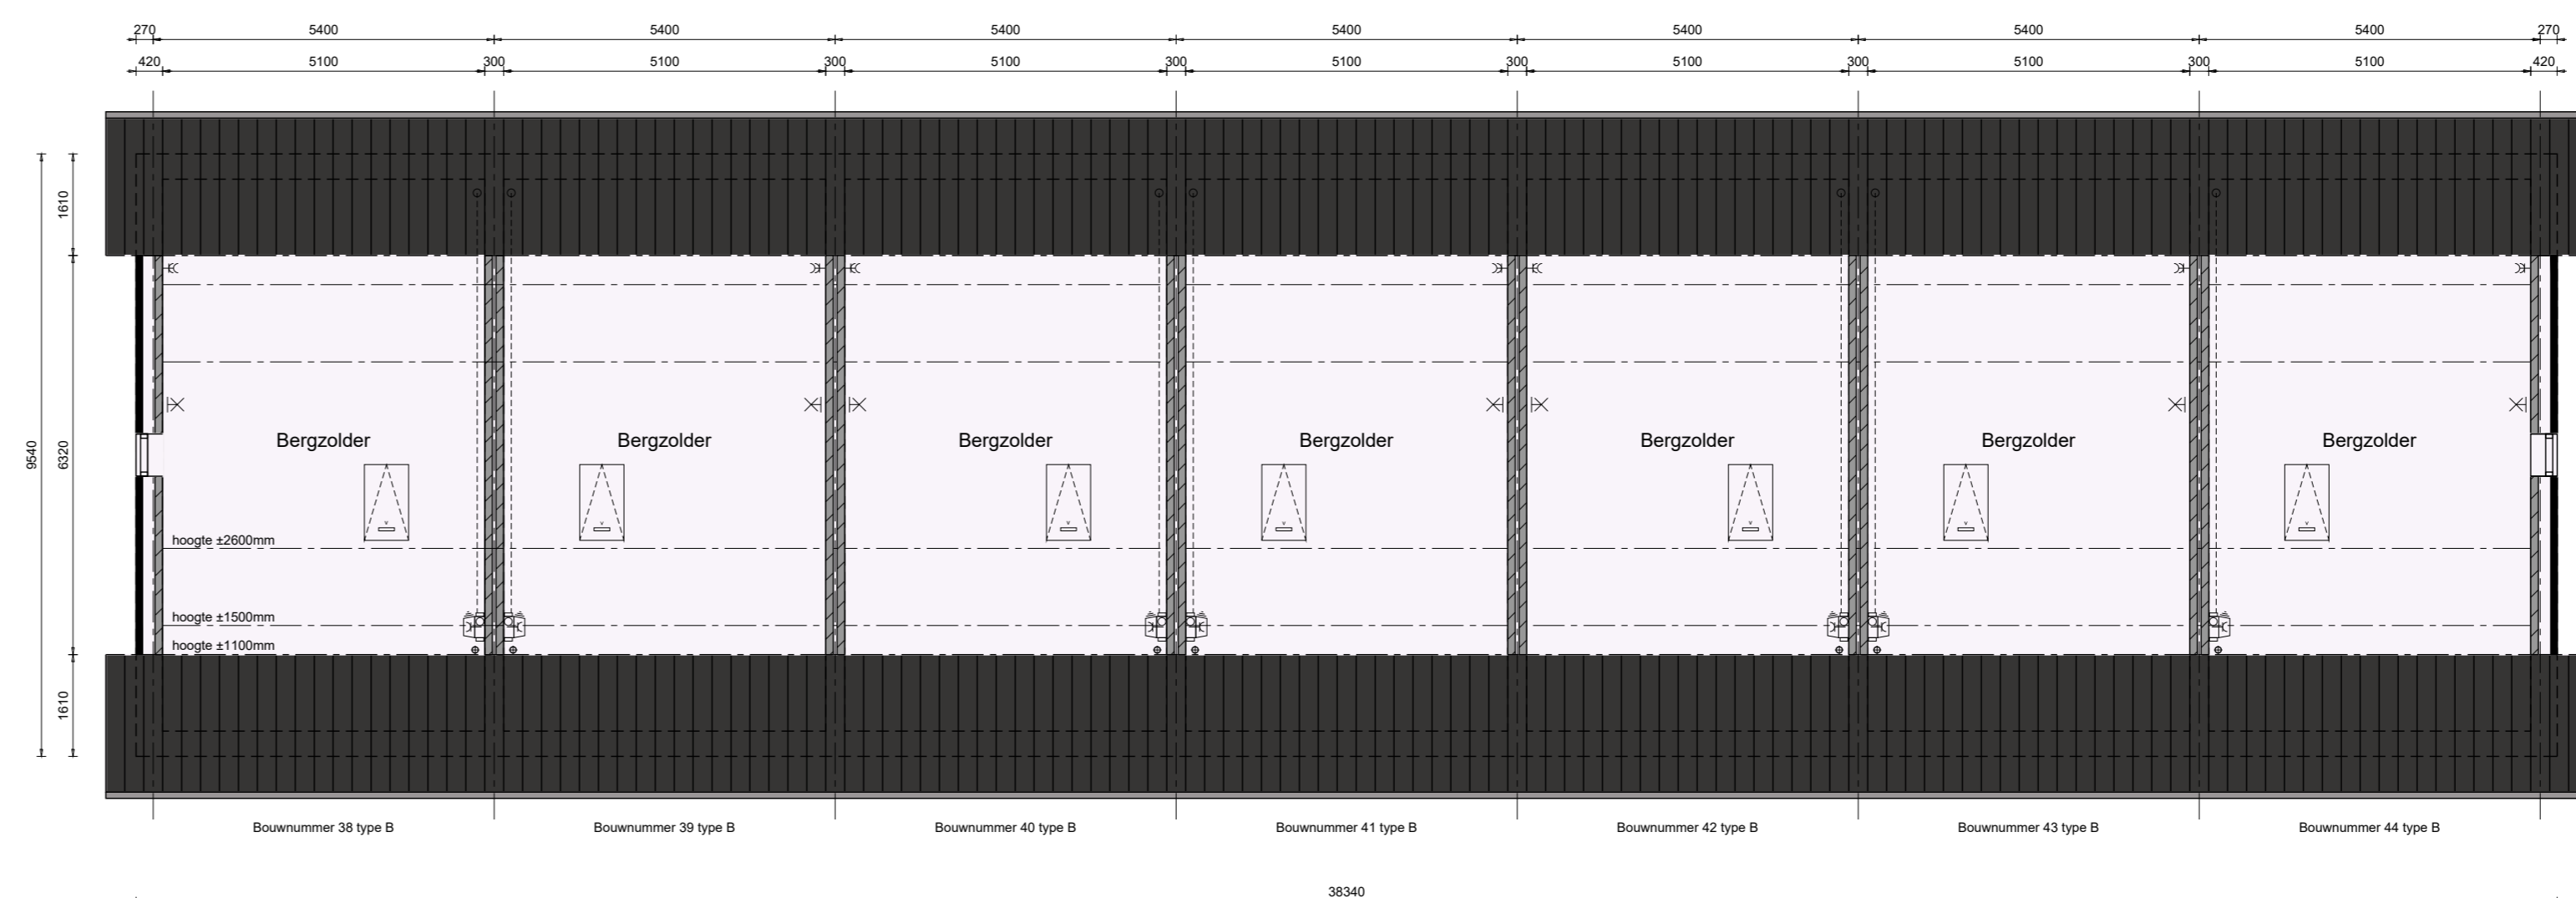 270 5400 5400 5400 5400 5400 5400 5400 270
420 5100 300 5100 300 5100 300 5100 300 5100 300 5100 300 5100 420
1610
9540 6320
1610
Bergzolder Bergzolder Bergzolder Bergzolder Bergzolder Bergzolder Bergzolder
hoogte ±2600mm
hoogte ±1500mm
hoogte ±1100mm
Bouwnummer 38 type B Bouwnummer 39 type B Bouwnummer 40 type B Bouwnummer 41 type B Bouwnummer 42 type B Bouwnummer 43 type B Bouwnummer 44 type B
38340